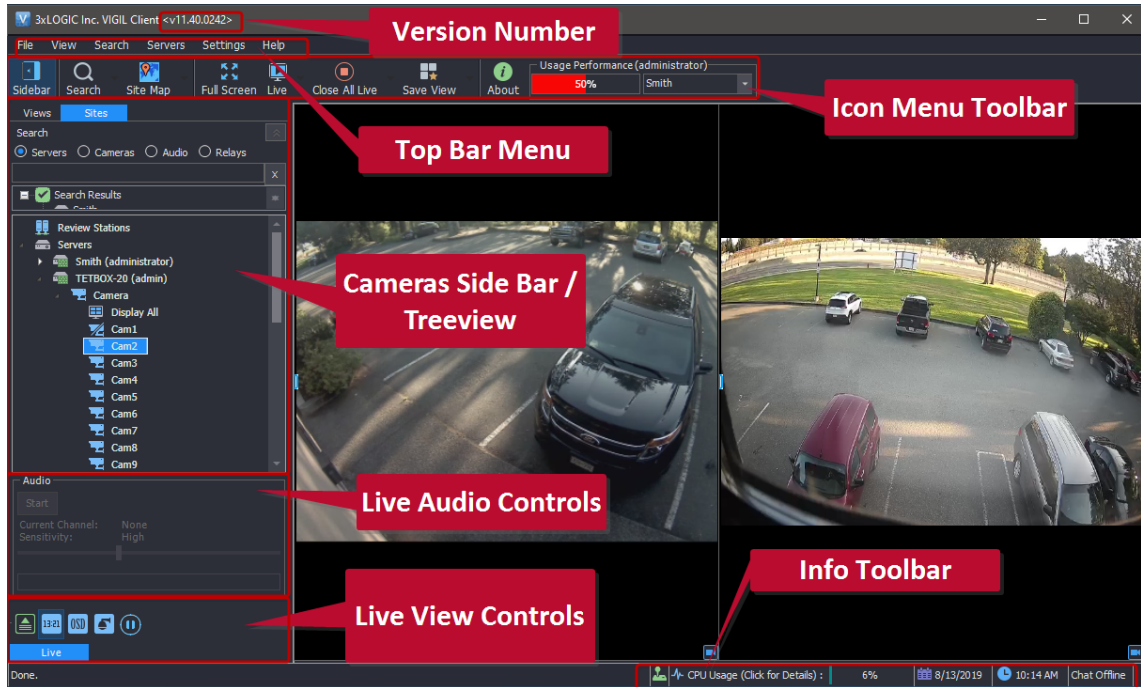 3xLOGIC Inc. VIGIL Client <v11.40.0242>
Version Number
File View Search Servers Settings Help
Sidebar Search Site Map Full Screen Live Close All Live Save View About
Usage Performance (administrator)
50% Smith
Icon Menu Toolbar
Top Bar Menu
Views Sites
Search
Servers Cameras Audio Relays
X
Search Results
Smith
Review Stations
Servers
Smith (administrator)
TETBOX-20 (admin)
Camera
Display All
Cam1
Cam2
Cam3
Cam4
Cam5
Cam6
Cam7
Cam8
Cam9
Cameras Side Bar /
Treeview
Audio
Start
Current Channel: None
Sensitivity: High
Live Audio Controls
Info Toolbar
Live View Controls
13:21 OSD
Live
Done.
CPU Usage (Click for Details) : 6% 8/13/2019 10:14 AM Chat Offline